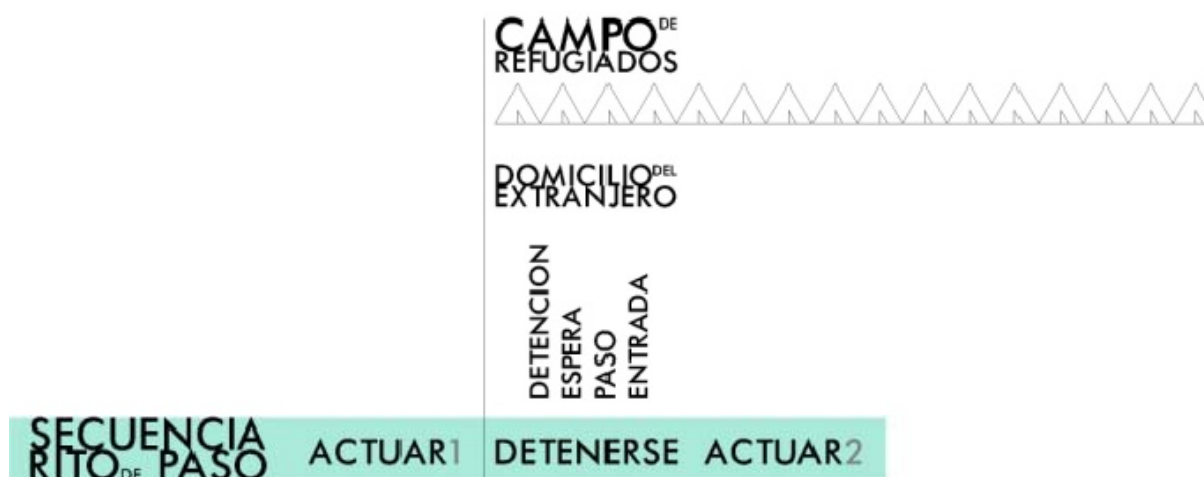 CAMPO DE
REFUGIADOS
DOMICILIO DEL
EXTRANJERO
DETENCION
ESPERA
PASO
ENTRADA
SECUENCIA
RITO DE PASO
ACTUAR1
DETENERSE
ACTUAR2